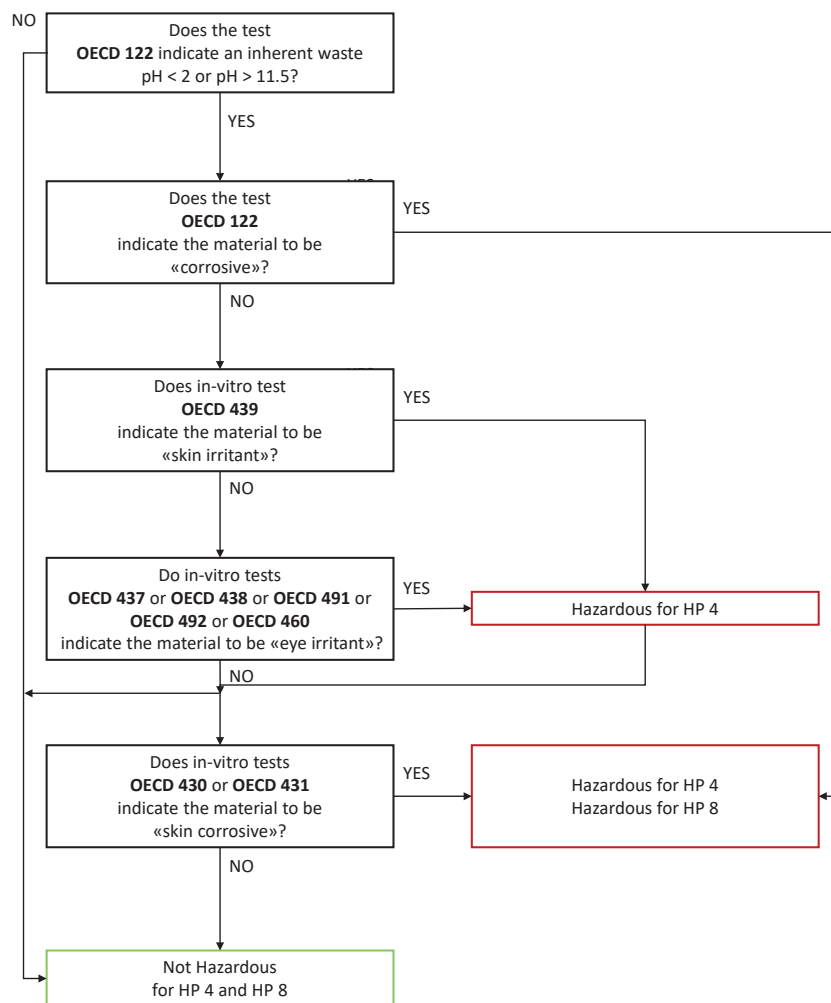 NO
Does the test
OECD 122 indicate an inherent waste
pH < 2 or pH > 11.5?
YES
Does the test
OECD 122
indicate the material to be
«corrosive»?
YES
NO
Does in-vitro test
OECD 439
indicate the material to be
«skin irritant»?
YES
NO
Do in-vitro tests
OECD 437 or OECD 438 or OECD 491 or
OECD 492 or OECD 460
indicate the material to be «eye irritant»?
YES
Hazardous for HP 4
NO
Does in-vitro tests
OECD 430 or OECD 431
indicate the material to be
«skin corrosive»?
YES
Hazardous for HP 4
Hazardous for HP 8
NO
Not Hazardous
for HP 4 and HP 8